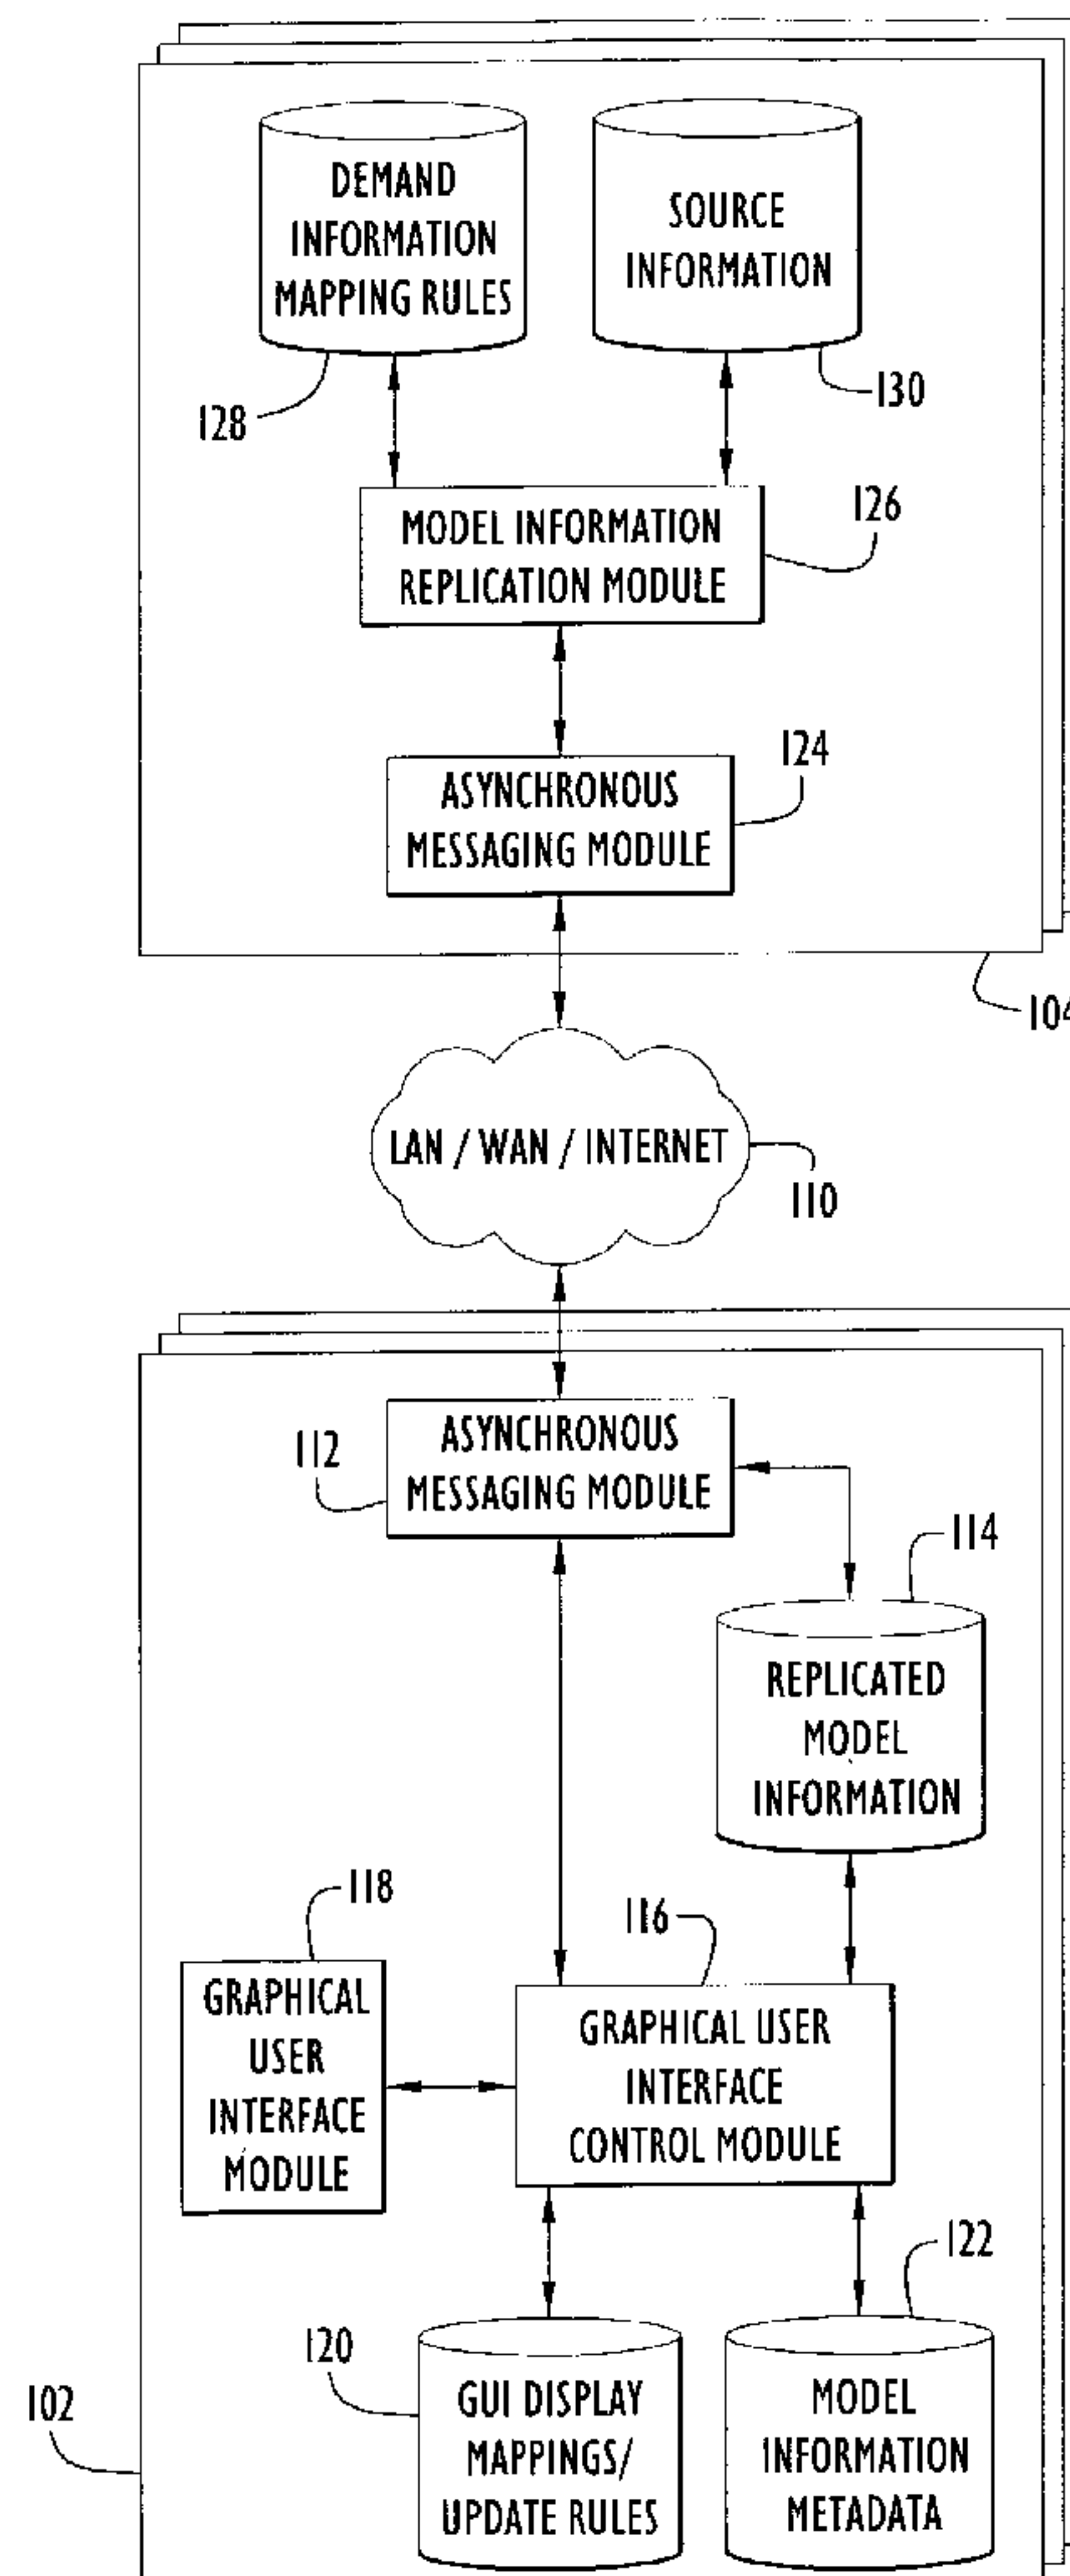 DEMAND
INFORMATION
MAPPING RULES
SOURCE
INFORMATION
128
130
MODEL INFORMATION
REPLICATION MODULE
126
ASYNCHRONOUS
MESSAGING MODULE
124
104
LAN / WAN / INTERNET
110
ASYNCHRONOUS
MESSAGING MODULE
112
114
REPLICATED
MODEL
INFORMATION
118
116
GRAPHICAL
USER
INTERFACE
MODULE
GRAPHICAL USER
INTERFACE
CONTROL MODULE
122
120
102
GUI DISPLAY
MAPPINGS/
UPDATE RULES
MODEL
INFORMATION
METADATA